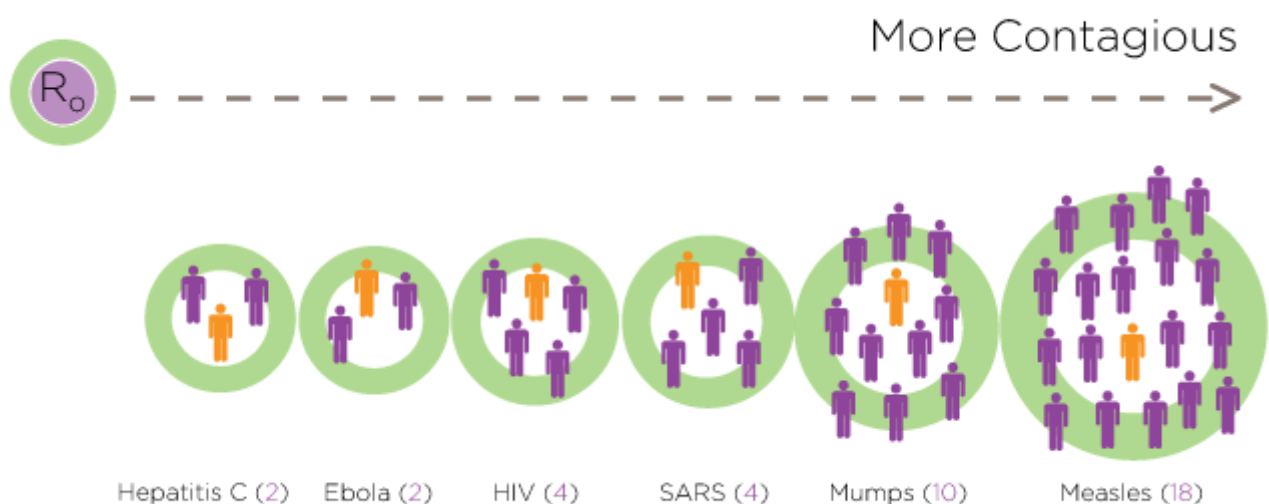 More Contagious
R₀
Hepatitis C (2) Ebola (2) HIV (4) SARS (4) Mumps (10) Measles (18)